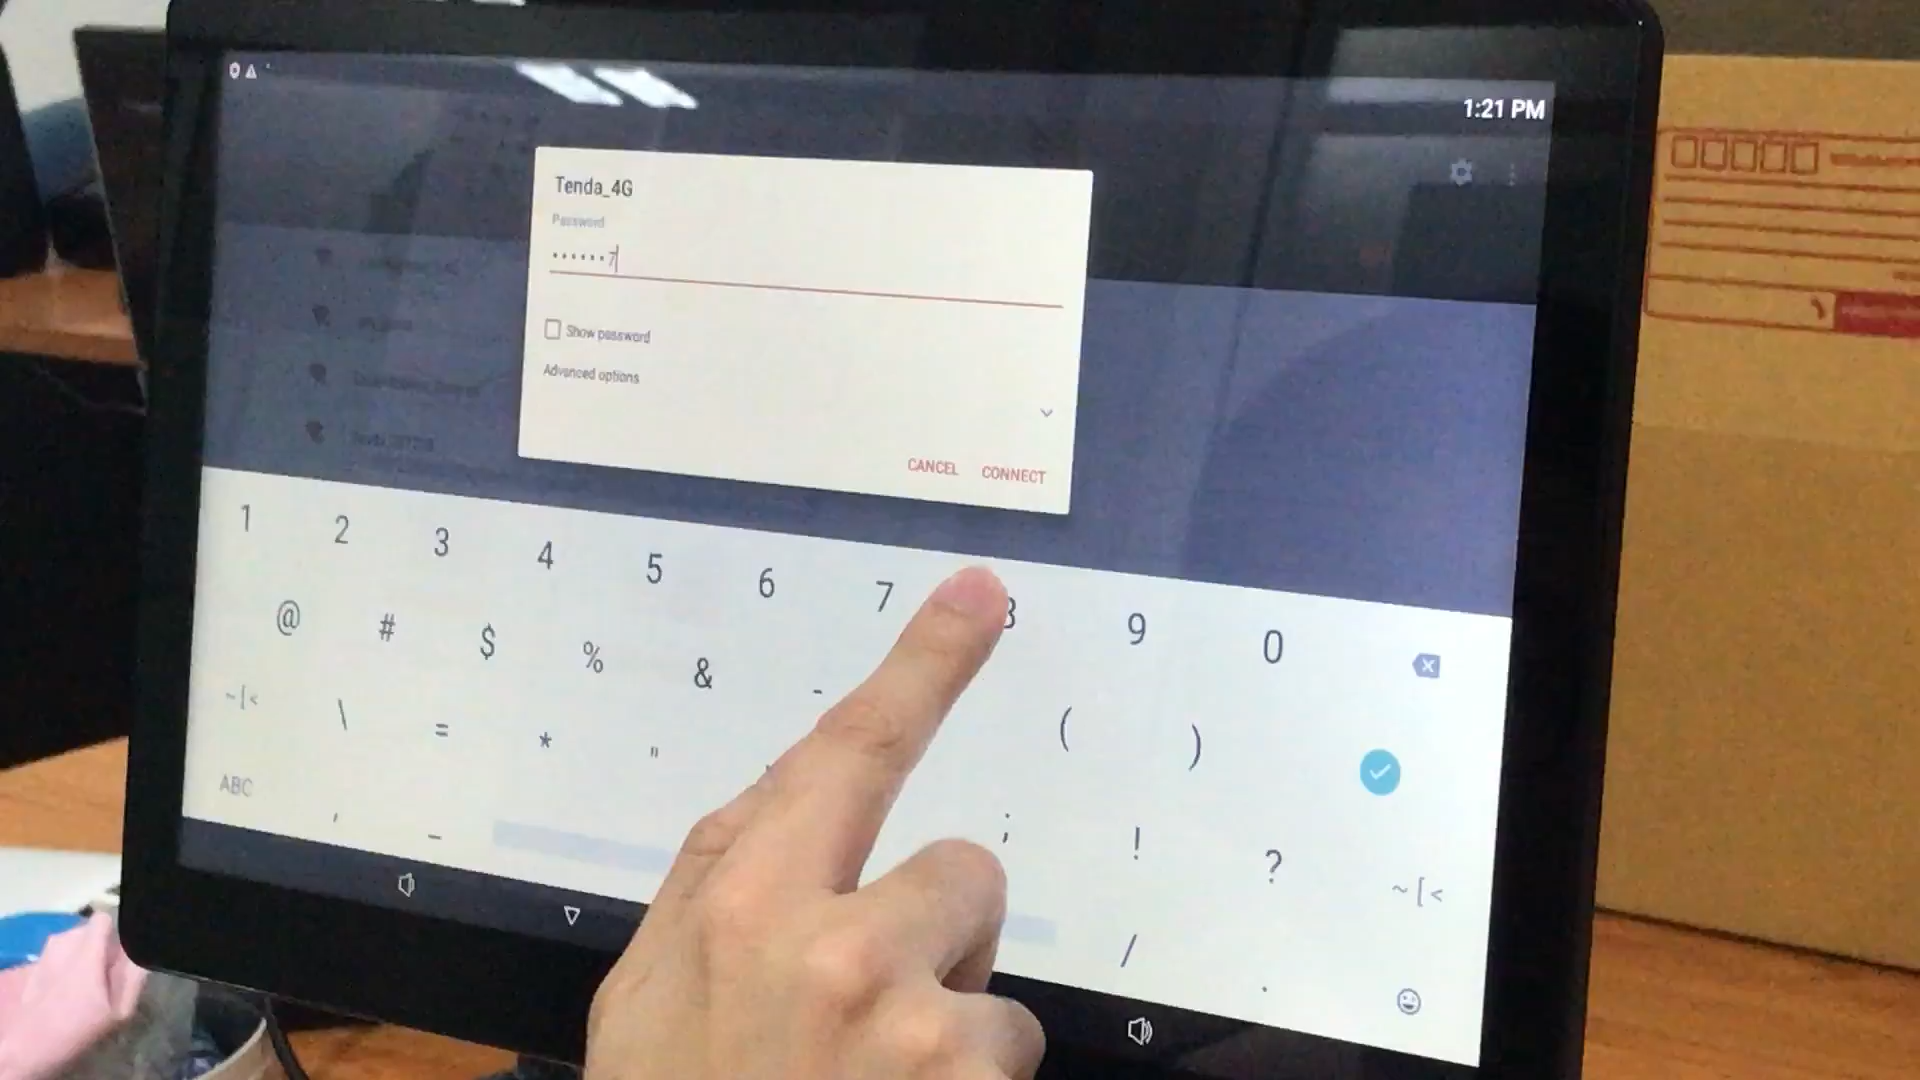 1:21 PM
Tenda_4G
Password
••••••7
Show password
Advanced options
CANCEL CONNECT
1 2 3 4 5 6 7 8 9 0
@ # $ % & - ( )
~[< \ = * " ; ! ? ~[<
ABC , _ / .